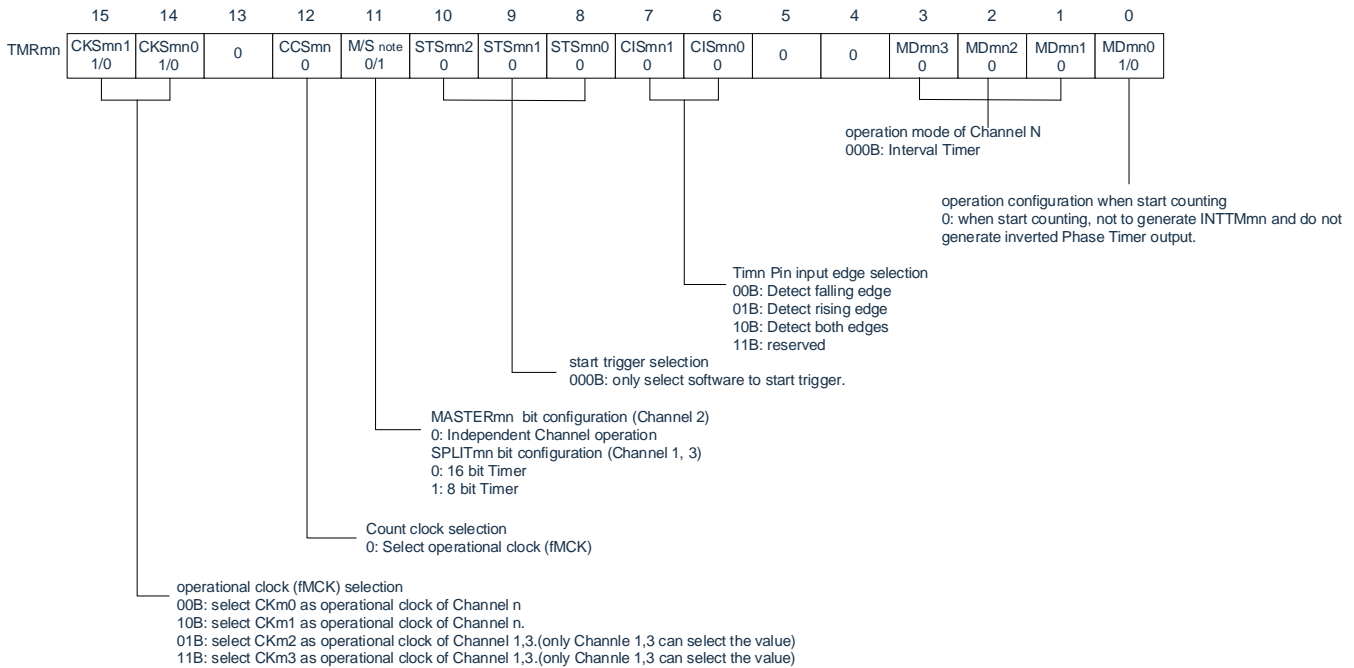 15 14 13 12 11 10 9 8 7 6 5 4 3 2 1 0
TMRmn CKSmn1 CKSmn0 0 CCSmn M/S note STSmn2 STSmn1 STSmn0 CISmn1 CISmn0 0 0 MDmn3 MDmn2 MDmn1 MDmn0
1/0 1/0 0 0/1 0 0 0 0 0 0 0 0 1/0
operation mode of Channel N
000B: Interval Timer
operation configuration when start counting
0: when start counting, not to generate INTTMmn and do not
generate inverted Phase Timer output.
Timn Pin input edge selection
00B: Detect falling edge
01B: Detect rising edge
10B: Detect both edges
11B: reserved
start trigger selection
000B: only select software to start trigger.
MASTERmn bit configuration (Channel 2)
0: Independent Channel operation
SPLITmn bit configuration (Channel 1, 3)
0: 16 bit Timer
1: 8 bit Timer
Count clock selection
0: Select operational clock (fMCK)
operational clock (fMCK) selection
00B: select CKm0 as operational clock of Channel n
10B: select CKm1 as operational clock of Channel n.
01B: select CKm2 as operational clock of Channel 1,3.(only Channle 1,3 can select the value)
11B: select CKm3 as operational clock of Channel 1,3.(only Channle 1,3 can select the value)